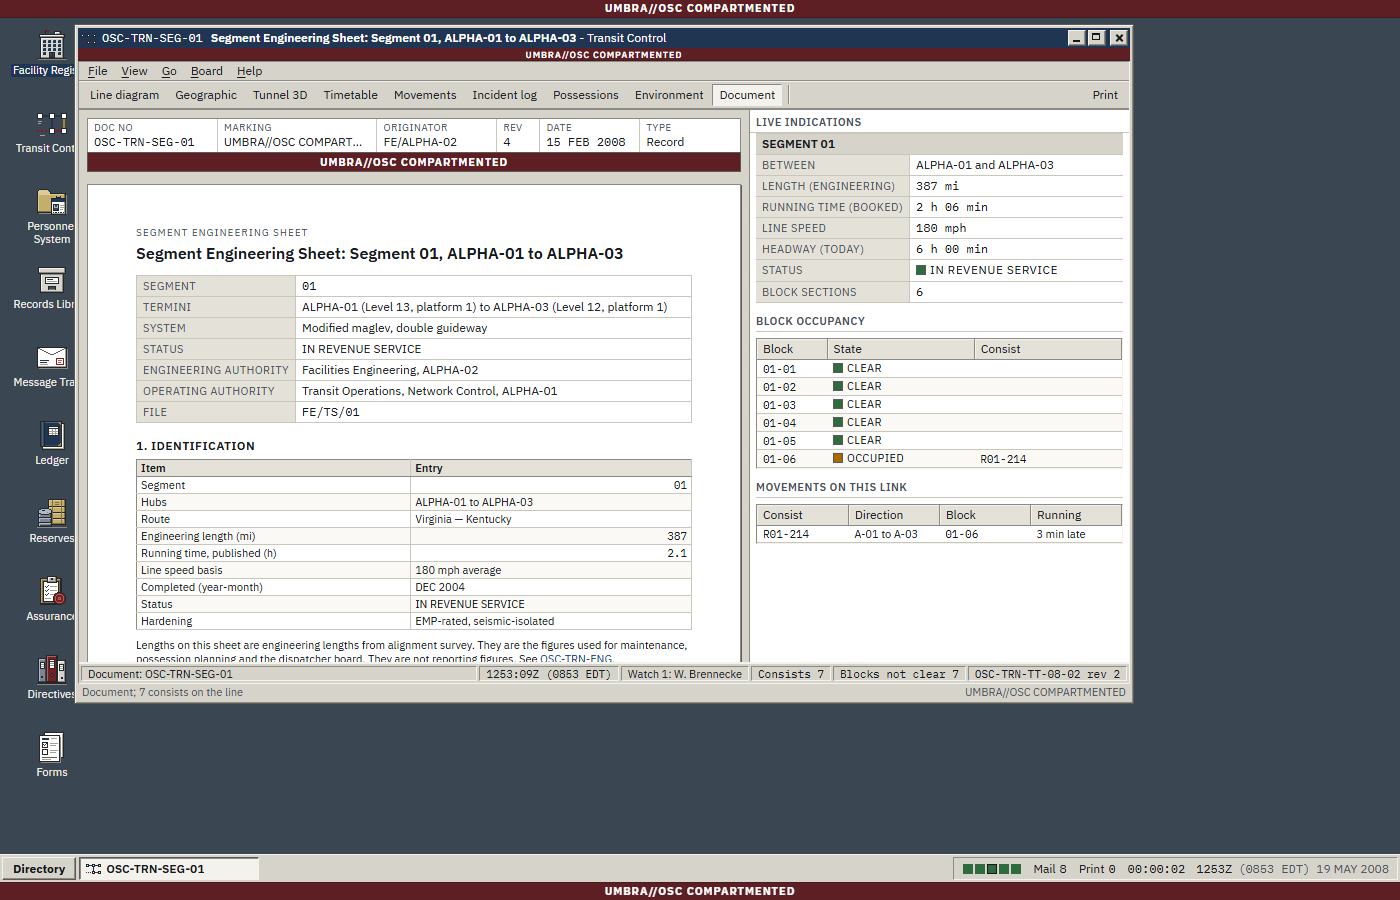 UMBRA//OSC COMPARTMENTED
Facility Regis
Transit Cont
Personne
System
Records Libr
Message Tra
Ledger
Reserves
Assurance
Directives
Forms
OSC-TRN-SEG-01 Segment Engineering Sheet: Segment 01, ALPHA-01 to ALPHA-03 - Transit Control
UMBRA//OSC COMPARTMENTED
File View Go Board Help
Line diagram Geographic Tunnel 3D Timetable Movements Incident log Possessions Environment Document Print
DOC NO MARKING ORIGINATOR REV DATE TYPE
OSC-TRN-SEG-01 UMBRA//OSC COMPART... FE/ALPHA-02 4 15 FEB 2008 Record
UMBRA//OSC COMPARTMENTED
SEGMENT ENGINEERING SHEET
Segment Engineering Sheet: Segment 01, ALPHA-01 to ALPHA-03
SEGMENT 01
TERMINI ALPHA-01 (Level 13, platform 1) to ALPHA-03 (Level 12, platform 1)
SYSTEM Modified maglev, double guideway
STATUS IN REVENUE SERVICE
ENGINEERING AUTHORITY Facilities Engineering, ALPHA-02
OPERATING AUTHORITY Transit Operations, Network Control, ALPHA-01
FILE FE/TS/01
1. IDENTIFICATION
Item Entry
Segment 01
Hubs ALPHA-01 to ALPHA-03
Route Virginia — Kentucky
Engineering length (mi) 387
Running time, published (h) 2.1
Line speed basis 180 mph average
Completed (year-month) DEC 2004
Status IN REVENUE SERVICE
Hardening EMP-rated, seismic-isolated
Lengths on this sheet are engineering lengths from alignment survey. They are the figures used for maintenance,
possession planning and the dispatcher board. They are not reporting figures. See OSC-TRN-ENG.
LIVE INDICATIONS
SEGMENT 01
BETWEEN ALPHA-01 and ALPHA-03
LENGTH (ENGINEERING) 387 mi
RUNNING TIME (BOOKED) 2 h 06 min
LINE SPEED 180 mph
HEADWAY (TODAY) 6 h 00 min
STATUS IN REVENUE SERVICE
BLOCK SECTIONS 6
BLOCK OCCUPANCY
Block State Consist
01-01 CLEAR
01-02 CLEAR
01-03 CLEAR
01-04 CLEAR
01-05 CLEAR
01-06 OCCUPIED R01-214
MOVEMENTS ON THIS LINK
Consist Direction Block Running
R01-214 A-01 to A-03 01-06 3 min late
Document: OSC-TRN-SEG-01 1253:09Z (0853 EDT) Watch 1: W. Brennecke Consists 7 Blocks not clear 7 OSC-TRN-TT-08-02 rev 2
Document; 7 consists on the line UMBRA//OSC COMPARTMENTED
Directory OSC-TRN-SEG-01 Mail 8 Print 0 00:00:02 1253Z (0853 EDT) 19 MAY 2008
UMBRA//OSC COMPARTMENTED